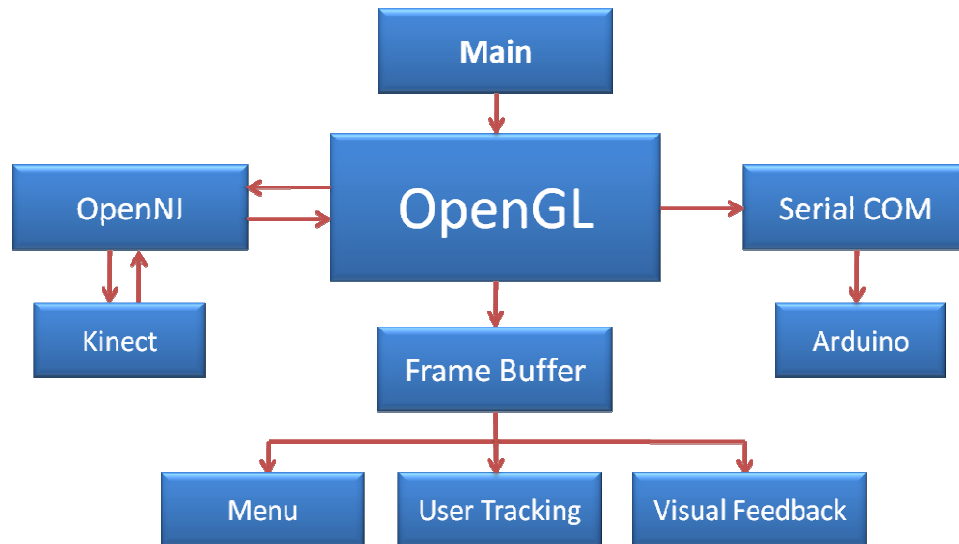 Main
OpenNI
OpenGL
Serial COM
Kinect
Frame Buffer
Arduino
Menu
User Tracking
Visual Feedback